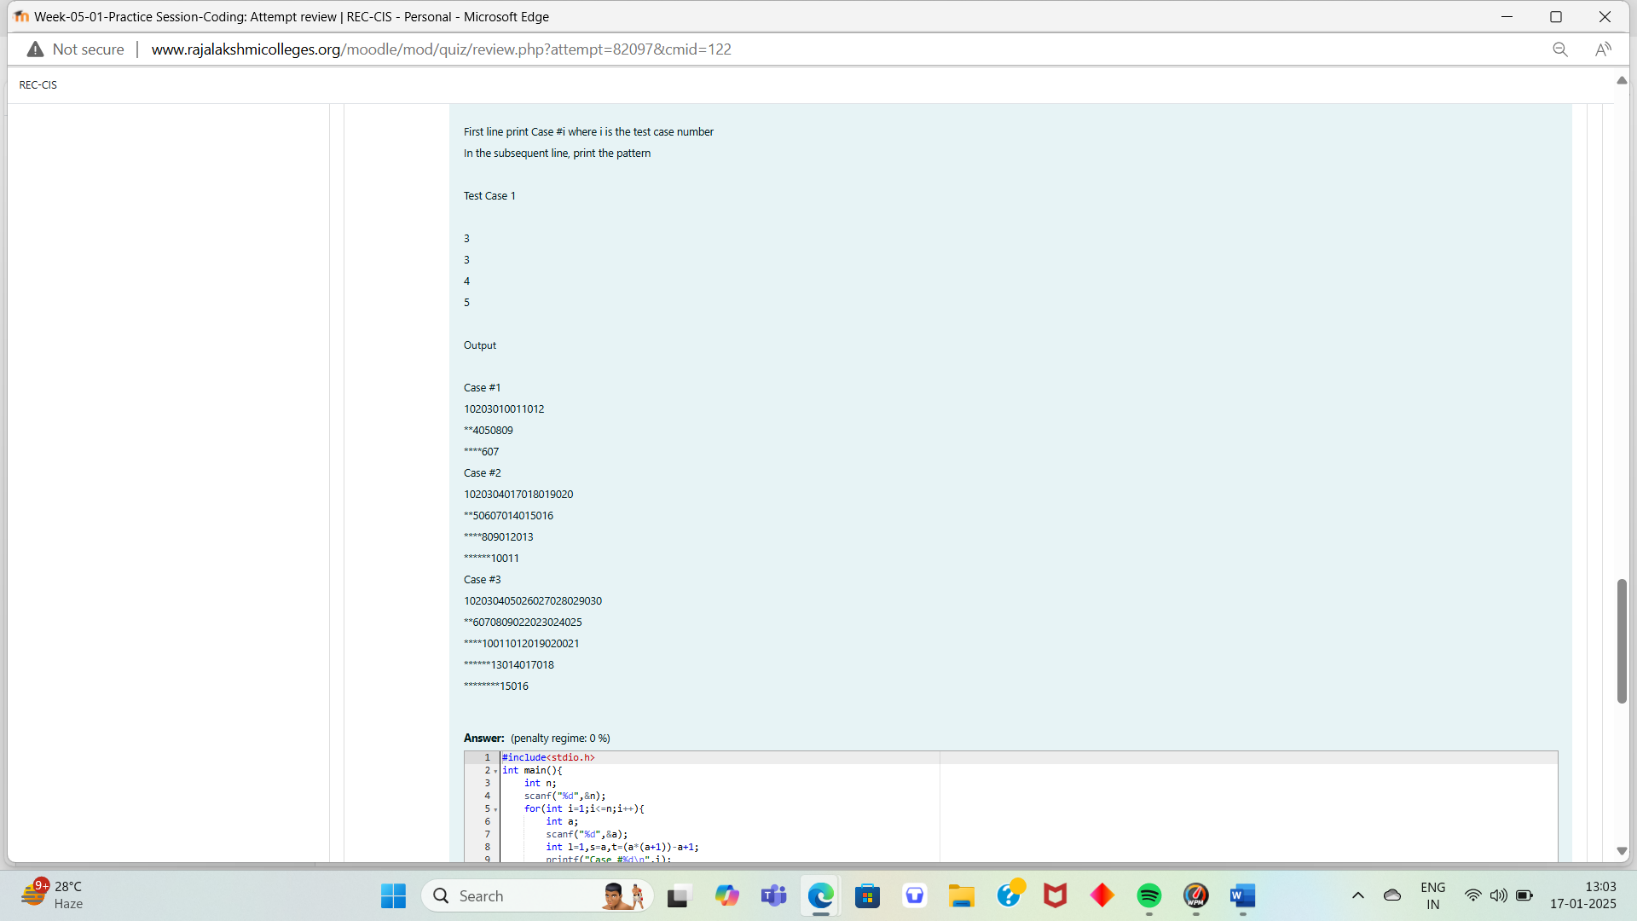 Week-05-01-Practice Session-Coding: Attempt review | REC-CIS - Personal - Microsoft Edge
Not secure | www.rajalakshmicolleges.org/moodle/mod/quiz/review.php?attempt=82097&cmid=122
REC-CIS
First line print Case #i where i is the test case number
In the subsequent line, print the pattern
Test Case 1
3
3
4
5
Output
Case #1
10203010011012
**4050809
****607
Case #2
1020304017018019020
**50607014015016
****809012013
******10011
Case #3
102030405026027028029030
**6070809022023024025
****10011012019020021
******13014017018
********15016
Answer: (penalty regime: 0 %)
1 #include<stdio.h>
2 int main(){
3 int n;
4 scanf("%d",&n);
5 for(int i=1;i<=n;i++){
6 int a;
7 scanf("%d",&a);
8 int l=1,s=a,t=(a*(a+1))-a+1;
9 printf("Case #%d\n",i);
9+
28°C
Haze
Search
ENG
IN
13:03
17-01-2025